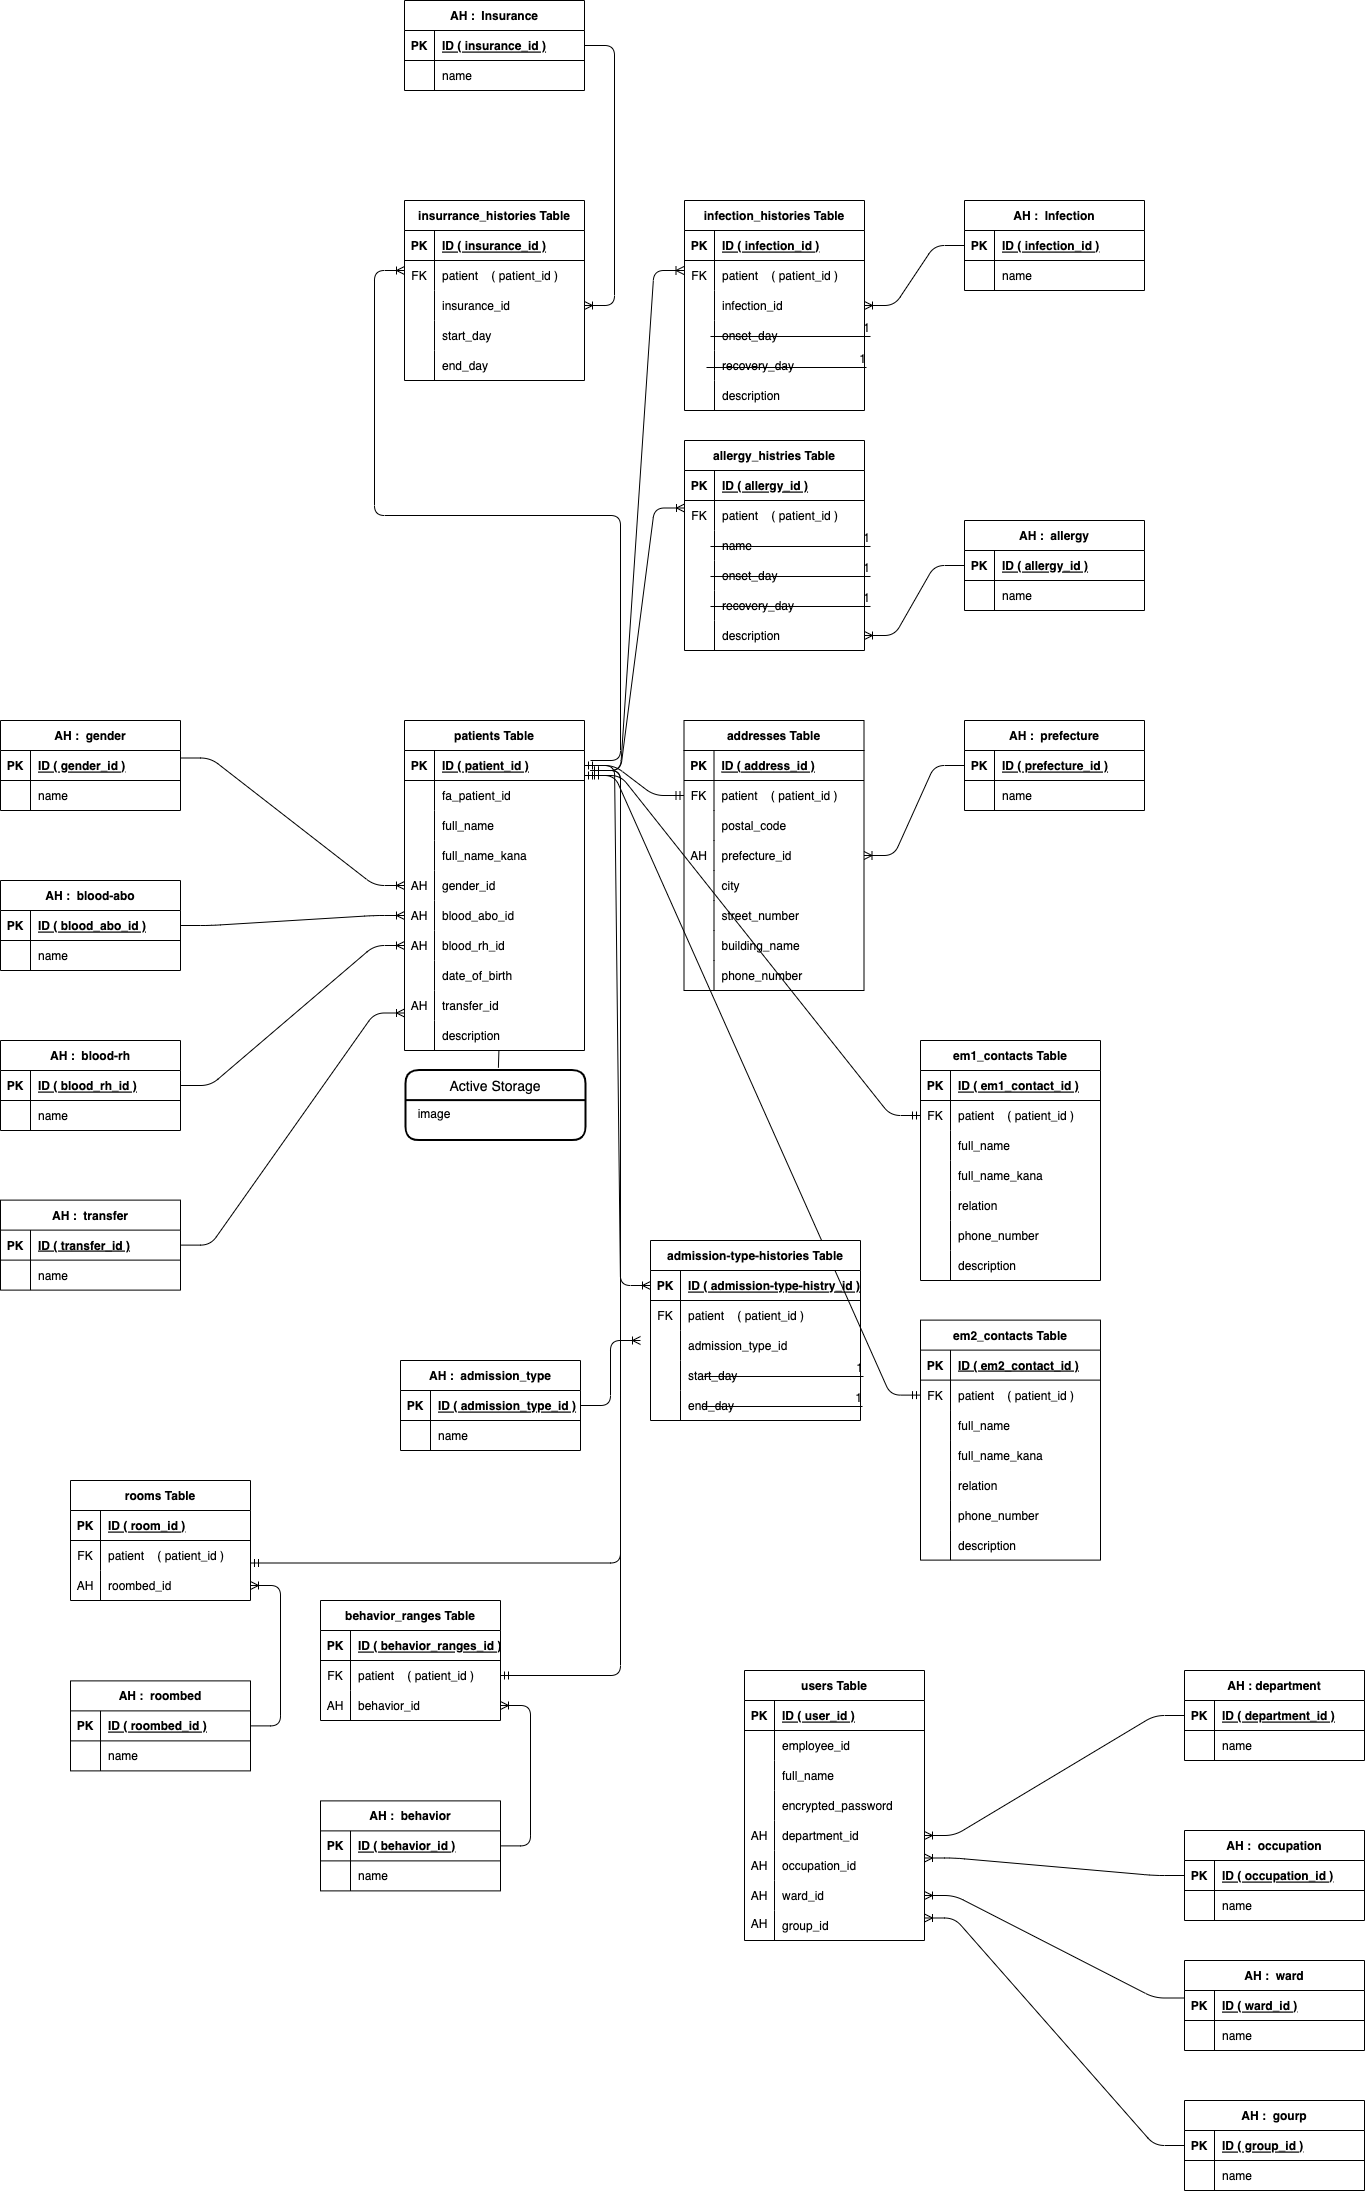 AH : Insurance
PK ID ( insurance_id )
name
insurrance_histories Table
PK ID ( insurance_id )
FK patient ( patient_id )
insurance_id
start_day
end_day
infection_histories Table
PK ID ( infection_id )
FK patient ( patient_id )
infection_id
onset_day 1
recovery_day 1
description
AH : Infection
PK ID ( infection_id )
name
allergy_histries Table
PK ID ( allergy_id )
FK patient ( patient_id )
name 1
onset_day 1
recovery_day 1
description
AH : allergy
PK ID ( allergy_id )
name
AH : gender
PK ID ( gender_id )
name
patients Table
PK ID ( patient_id )
fa_patient_id
full_name
full_name_kana
AH gender_id
AH blood_abo_id
AH blood_rh_id
date_of_birth
AH transfer_id
description
Active Storage
image
addresses Table
PK ID ( address_id )
FK patient ( patient_id )
postal_code
AH prefecture_id
city
street_number
building_name
phone_number
AH : prefecture
PK ID ( prefecture_id )
name
AH : blood-abo
PK ID ( blood_abo_id )
name
AH : blood-rh
PK ID ( blood_rh_id )
name
AH : transfer
PK ID ( transfer_id )
name
em1_contacts Table
PK ID ( em1_contact_id )
FK patient ( patient_id )
full_name
full_name_kana
relation
phone_number
description
admission-type-histories Table
PK ID ( admission-type-histry_id )
FK patient ( patient_id )
admission_type_id
start_day 1
end_day 1
em2_contacts Table
PK ID ( em2_contact_id )
FK patient ( patient_id )
full_name
full_name_kana
relation
phone_number
description
AH : admission_type
PK ID ( admission_type_id )
name
rooms Table
PK ID ( room_id )
FK patient ( patient_id )
AH roombed_id
behavior_ranges Table
PK ID ( behavior_ranges_id )
FK patient ( patient_id )
AH behavior_id
AH : roombed
PK ID ( roombed_id )
name
AH : behavior
PK ID ( behavior_id )
name
users Table
PK ID ( user_id )
employee_id
full_name
encrypted_password
AH department_id
AH occupation_id
AH ward_id
AH group_id
AH : department
PK ID ( department_id )
name
AH : occupation
PK ID ( occupation_id )
name
AH : ward
PK ID ( ward_id )
name
AH : gourp
PK ID ( group_id )
name